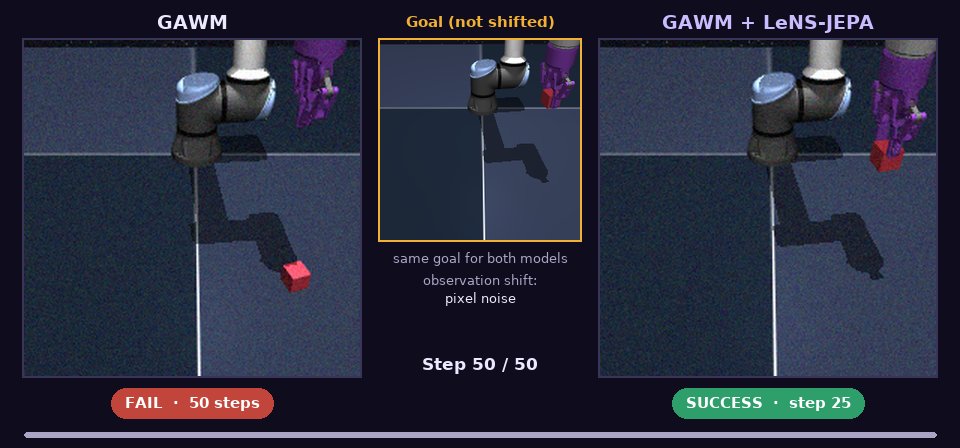 GAWM
Goal (not shifted)
GAWM + LeNS-JEPA
same goal for both models
observation shift:
pixel noise
Step 50 / 50
FAIL · 50 steps
SUCCESS · step 25